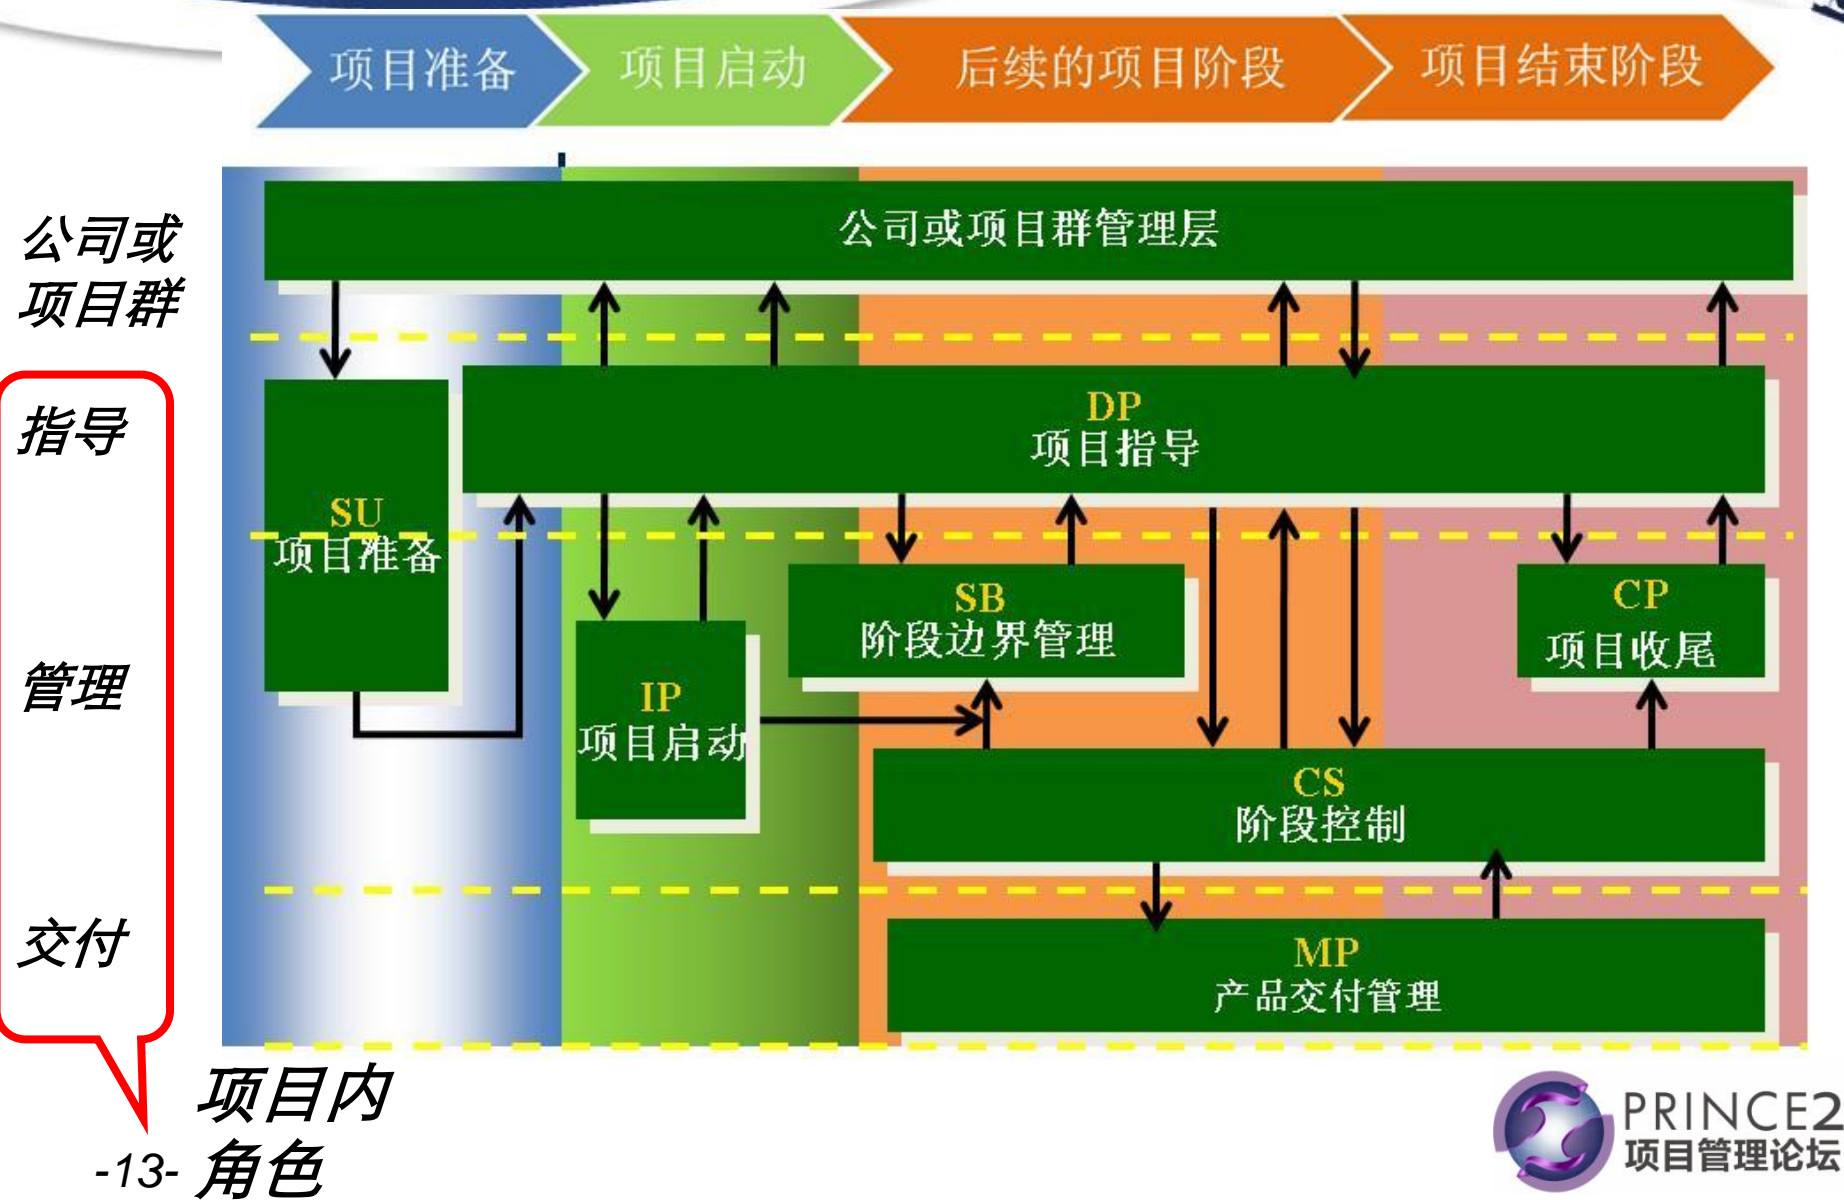 项目准备
项目启动
后续的项目阶段
项目结束阶段
公司或
项目群
公司或项目群管理层
指导
DP
项目指导
SU
项目准备
SB
阶段边界管理
CP
项目收尾
管理
IP
项目启动
CS
阶段控制
交付
MP
产品交付管理
项目内
角色
-13-
PRINCE2
项目管理论坛